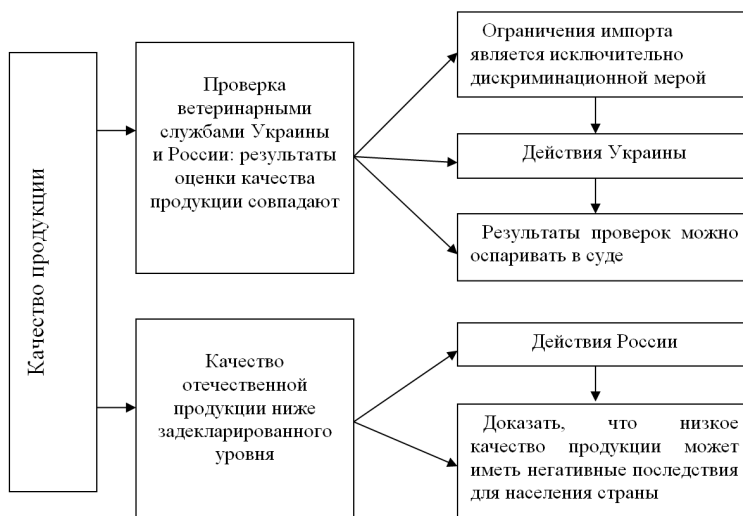 Качество продукции
Проверка
ветеринарными
службами Украины
и России: результаты
оценки качества
продукции совпадают
Ограничения импорта
является исключительно
дискриминационной мерой
Действия Украины
Результаты проверок можно
оспаривать в суде
Качество
отечественной
продукции ниже
задекларированного
уровня
Действия России
Доказать, что низкое
качество продукции может
иметь негативные последствия
для населения страны